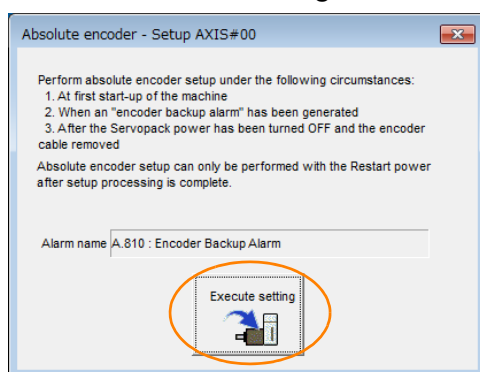 Absolute encoder - Setup AXIS#00
Perform absolute encoder setup under the following circumstances:
1. At first start-up of the machine
2. When an "encoder backup alarm" has been generated
3. After the Servopack power has been turned OFF and the encoder
cable removed
Absolute encoder setup can only be performed with the Restart power
after setup processing is complete.
Alarm name A.810 : Encoder Backup Alarm
Execute setting